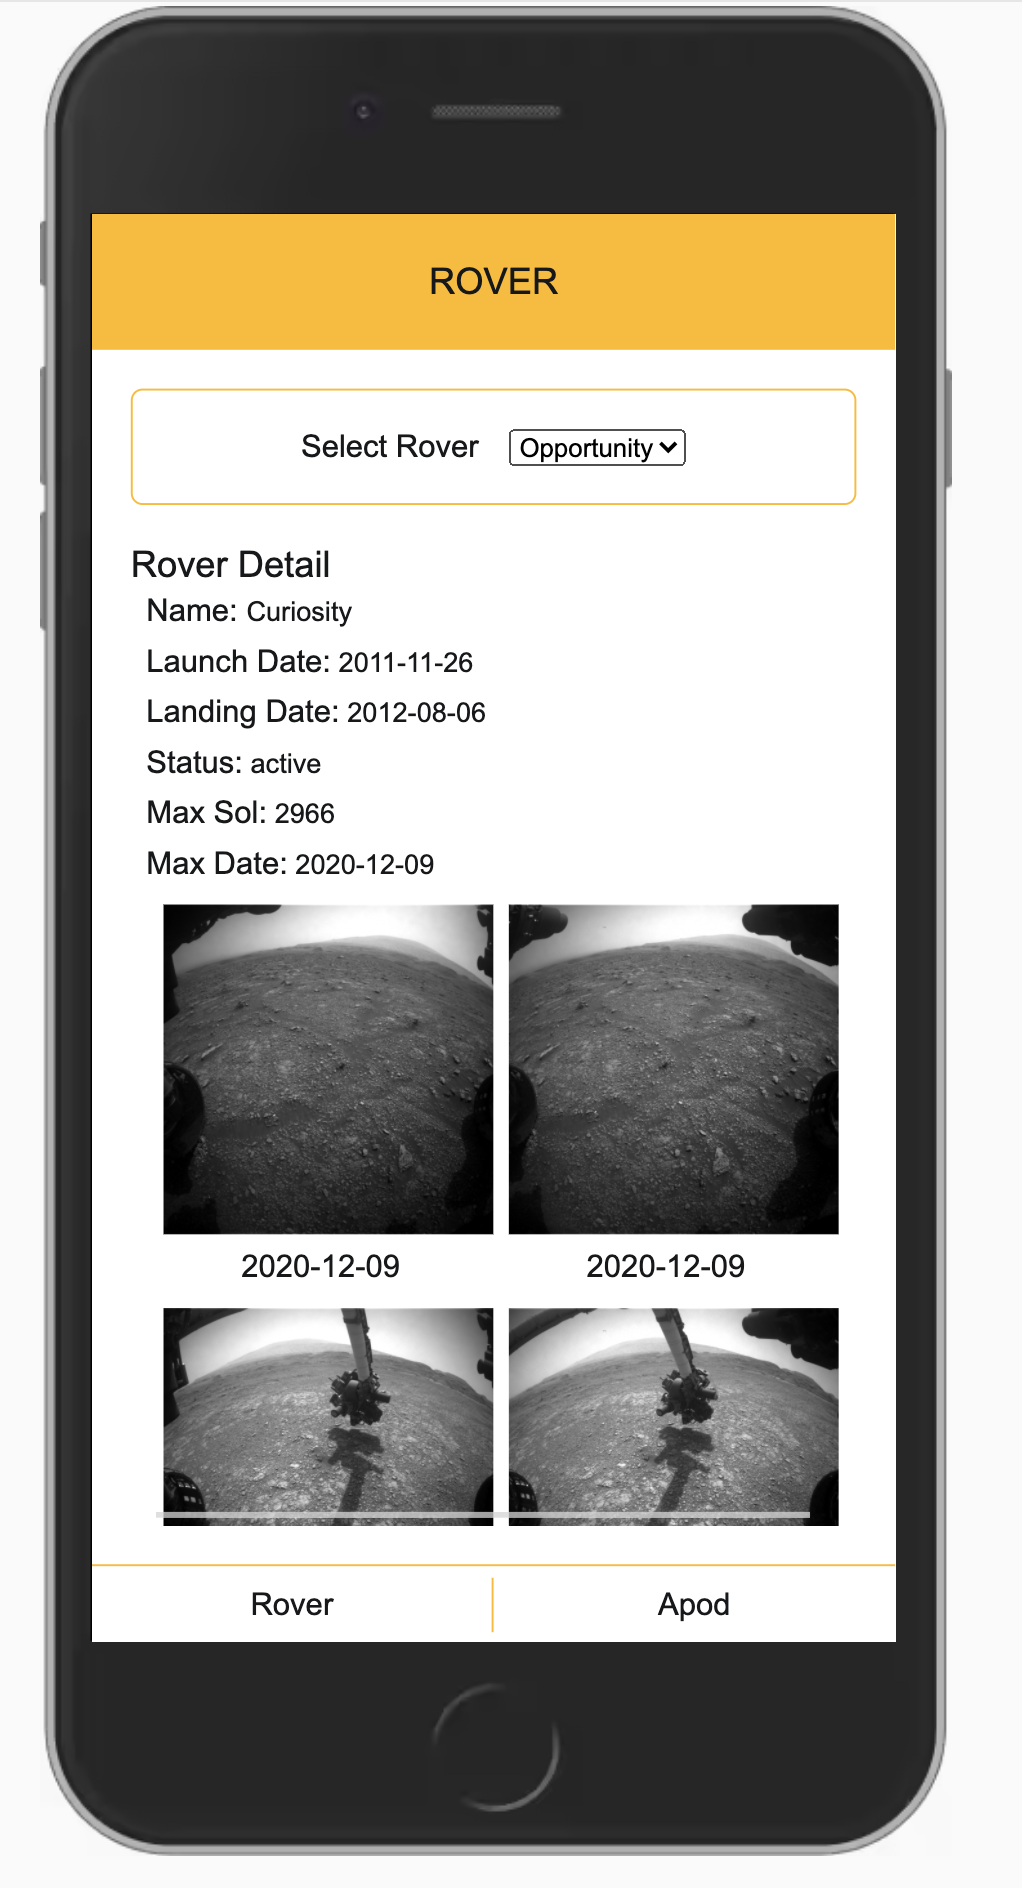 ROVER
Select Rover Opportunity
Rover Detail
Name: Curiosity
Launch Date: 2011-11-26
Landing Date: 2012-08-06
Status: active
Max Sol: 2966
Max Date: 2020-12-09
2020-12-09 2020-12-09
Rover Apod